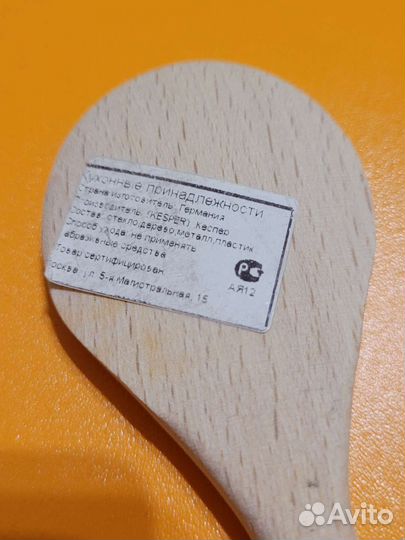 Кухонные принадлежности
Страна изготовитель: Германия
Производитель: (KESPER), Кеспер
Состав: стекло,дерево,металл,пластик
Способ ухода: не применять
абразивные средства
Товар сертифицирован
Москва, ул. 5-я Магистральная, 15
АЯ12
Avito